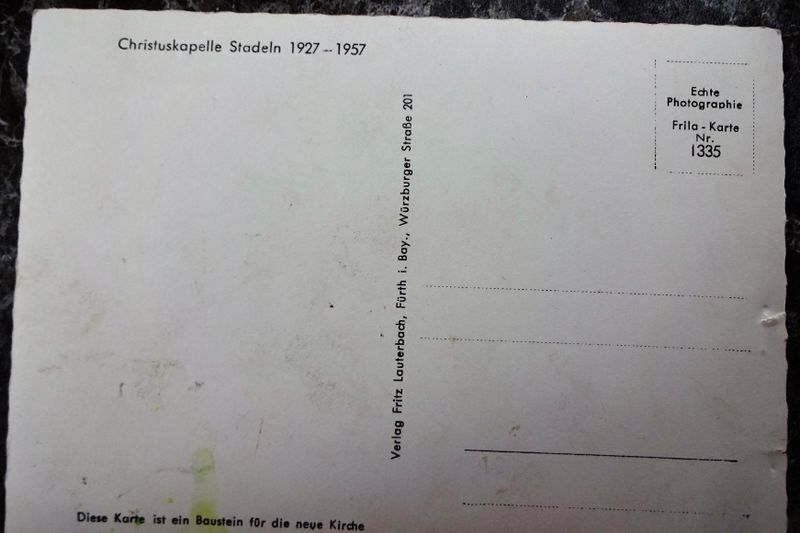 Christuskapelle Stadeln 1927 - 1957
Echte
Photographie
Frila - Karte
Nr.
1335
Verlag Fritz Lauterbach, Fürth i. Bay., Würzburger Straße 201
Diese Karte ist ein Baustein für die neue Kirche